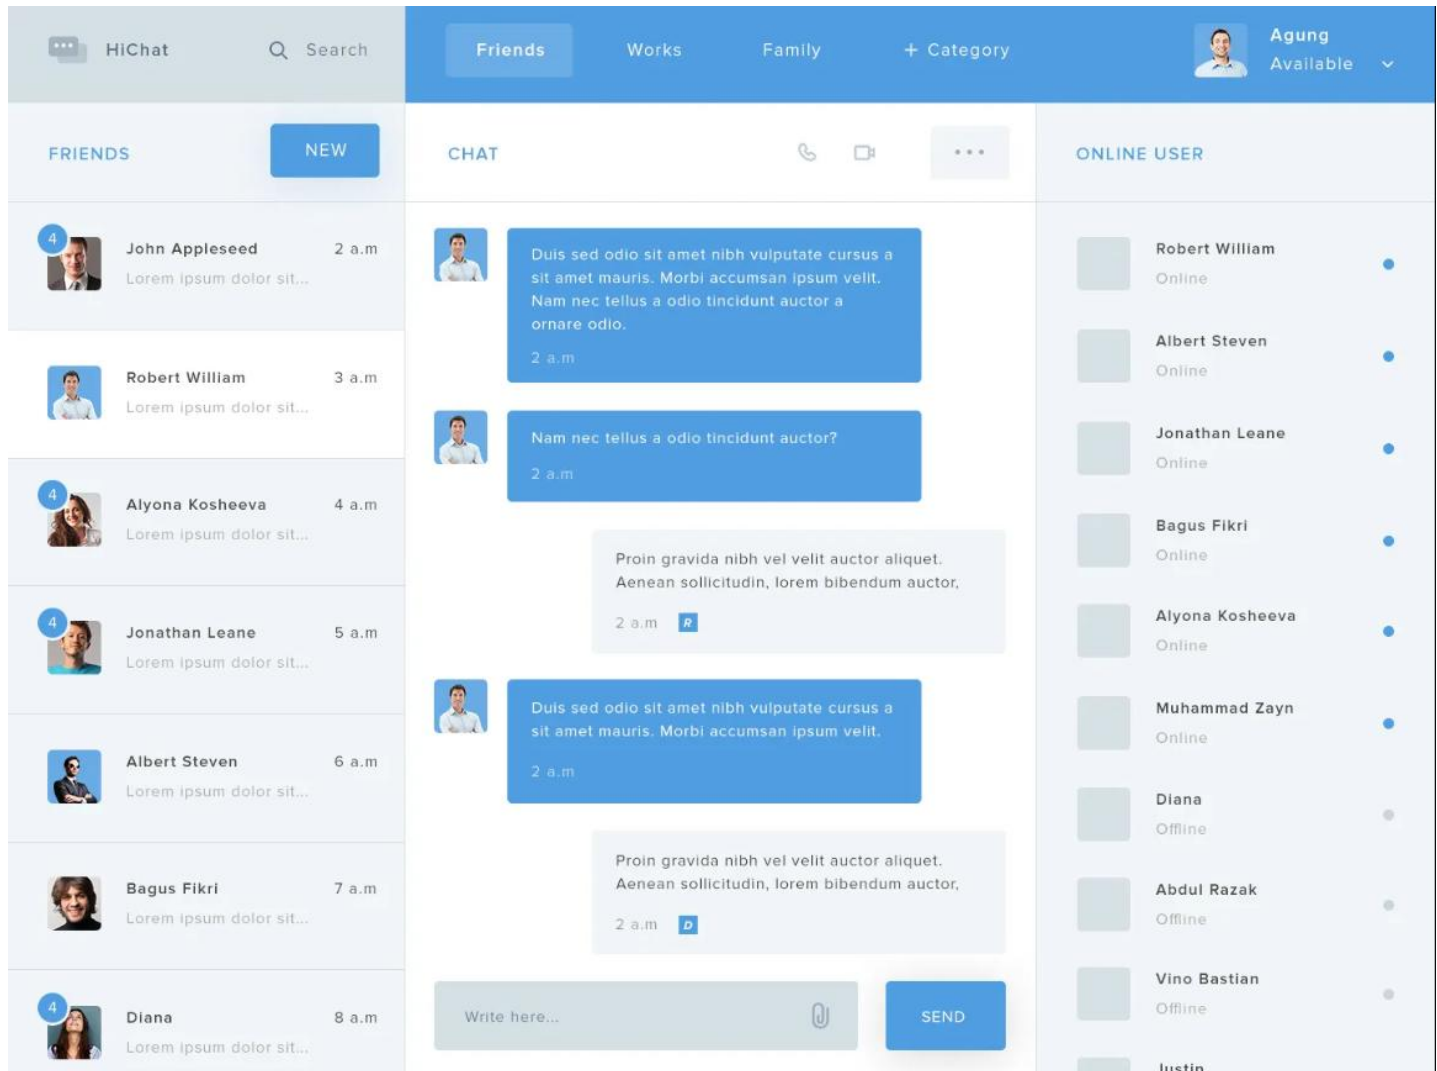 HiChat
Search
Friends
Works
Family
+ Category
Agung
Available
FRIENDS
NEW
4
John Appleseed
2 a.m
Lorem ipsum dolor sit...
Robert William
3 a.m
Lorem ipsum dolor sit...
4
Alyona Kosheeva
4 a.m
Lorem ipsum dolor sit...
4
Jonathan Leane
5 a.m
Lorem ipsum dolor sit...
Albert Steven
6 a.m
Lorem ipsum dolor sit...
Bagus Fikri
7 a.m
Lorem ipsum dolor sit...
4
Diana
8 a.m
Lorem ipsum dolor sit...
CHAT
Duis sed odio sit amet nibh vulputate cursus a
sit amet mauris. Morbi accumsan ipsum velit.
Nam nec tellus a odio tincidunt auctor a
ornare odio.
2 a.m
Nam nec tellus a odio tincidunt auctor?
2 a.m
Proin gravida nibh vel velit auctor aliquet.
Aenean sollicitudin, lorem bibendum auctor,
2 a.m R
Duis sed odio sit amet nibh vulputate cursus a
sit amet mauris. Morbi accumsan ipsum velit.
2 a.m
Proin gravida nibh vel velit auctor aliquet.
Aenean sollicitudin, lorem bibendum auctor,
2 a.m D
Write here...
SEND
ONLINE USER
Robert William
Online
Albert Steven
Online
Jonathan Leane
Online
Bagus Fikri
Online
Alyona Kosheeva
Online
Muhammad Zayn
Online
Diana
Offline
Abdul Razak
Offline
Vino Bastian
Offline
Justin